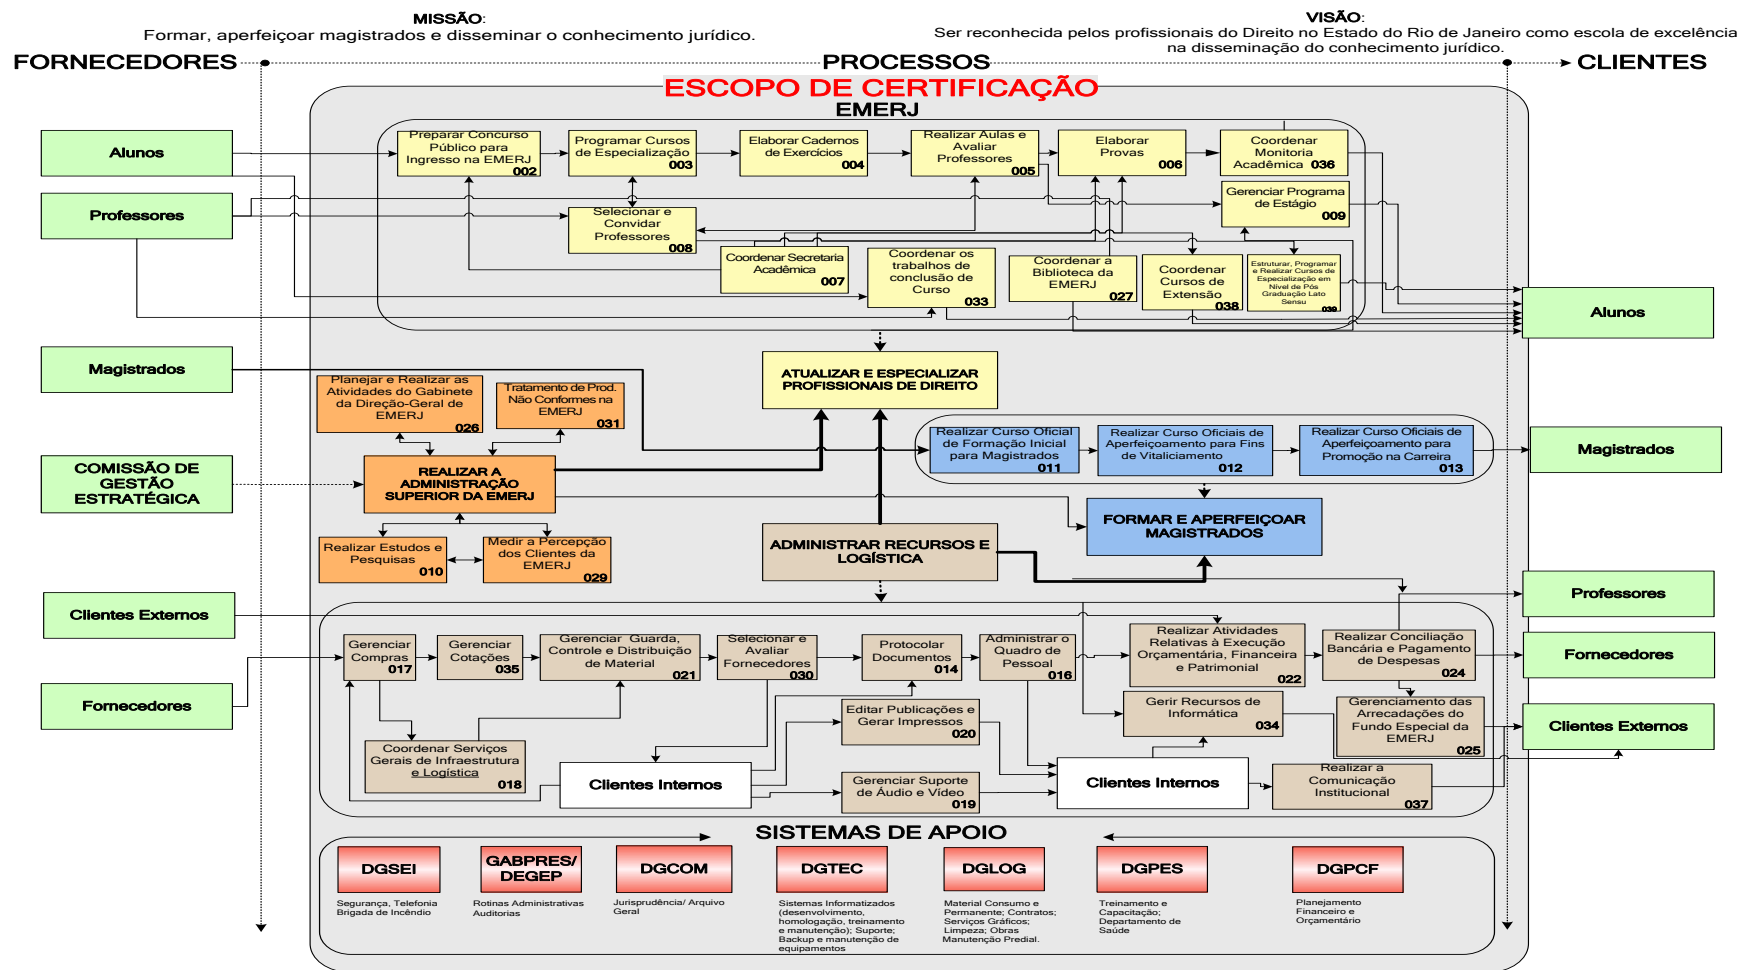 MISSÃO:
Formar, aperfeiçoar magistrados e disseminar o conhecimento jurídico.
VISÃO:
Ser reconhecida pelos profissionais do Direito no Estado do Rio de Janeiro como escola de excelência
na disseminação do conhecimento jurídico.
FORNECEDORES
PROCESSOS
CLIENTES
ESCOPO DE CERTIFICAÇÃO
EMERJ
Alunos
Preparar Concurso
Público para
Ingresso na EMERJ
002
Programar Cursos
de Especialização
003
Elaborar Cadernos
de Exercícios
004
Realizar Aulas e
Avaliar
Professores
005
Elaborar
Provas
006
Coordenar
Monitoria
Acadêmica 036
Professores
Selecionar e
Convidar
Professores
008
Gerenciar Programa
de Estágio
009
Coordenar Secretaria
Acadêmica
007
Coordenar os
trabalhos de
conclusão de
Curso
033
Coordenar a
Biblioteca da
EMERJ
027
Coordenar
Cursos de
Extensão
038
Estruturar, Programar
e Realizar Cursos de
Especialização em
Nível de Pós
Graduação Lato
Sensu
039
Alunos
Magistrados
ATUALIZAR E ESPECIALIZAR
PROFISSIONAIS DE DIREITO
Planejar e Realizar as
Atividades do Gabinete
da Direção-Geral de
EMERJ
026
Tratamento de Prod.
Não Conformes na
EMERJ
031
Realizar Curso Oficial
de Formação Inicial
para Magistrados
011
Realizar Curso Oficiais de
Aperfeiçoamento para Fins
de Vitaliciamento
012
Realizar Curso Oficiais de
Aperfeiçoamento para
Promoção na Carreira
013
Magistrados
COMISSÃO DE
GESTÃO
ESTRATÉGICA
REALIZAR A
ADMINISTRAÇÃO
SUPERIOR DA EMERJ
FORMAR E APERFEIÇOAR
MAGISTRADOS
ADMINISTRAR RECURSOS E
LOGÍSTICA
Realizar Estudos e
Pesquisas
010
Medir a Percepção
dos Clientes da
EMERJ
029
Professores
Clientes Externos
Gerenciar
Compras
017
Gerenciar
Cotações
035
Gerenciar Guarda,
Controle e Distribuição
de Material
021
Selecionar e
Avaliar
Fornecedores
030
Protocolar
Documentos
014
Administrar o
Quadro de
Pessoal
016
Realizar Atividades
Relativas à Execução
Orçamentária, Financeira
e Patrimonial
022
Realizar Conciliação
Bancária e Pagamento
de Despesas
024
Fornecedores
Fornecedores
Editar Publicações e
Gerar Impressos
020
Gerir Recursos de
Informática
034
Gerenciamento das
Arrecadações do
Fundo Especial da
EMERJ
025
Clientes Externos
Coordenar Serviços
Gerais de Infraestrutura
e Logística
018
Clientes Internos
Gerenciar Suporte
de Áudio e Vídeo
019
Clientes Internos
Realizar a
Comunicação
Institucional
037
SISTEMAS DE APOIO
DGSEI
Segurança, Telefonia
Brigada de Incêndio
GABPRES/
DEGEP
Rotinas Administrativas
Auditorias
DGCOM
Jurisprudência/ Arquivo
Geral
DGTEC
Sistemas Informatizados
(desenvolvimento,
homologação, treinamento
e manutenção); Suporte;
Backup e manutenção de
equipamentos
DGLOG
Material Consumo e
Permanente; Contratos;
Serviços Gráficos;
Limpeza; Obras
Manutenção Predial.
DGPES
Treinamento e
Capacitação;
Departamento de
Saúde
DGPCF
Planejamento
Financeiro e
Orçamentário